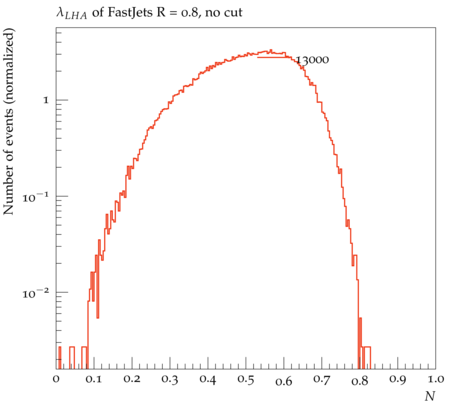 λLHA of FastJets R = 0.8, no cut
Number of events (normalized)
13000
1
10−1
10−2
0 0.1 0.2 0.3 0.4 0.5 0.6 0.7 0.8 0.9 1.0
N